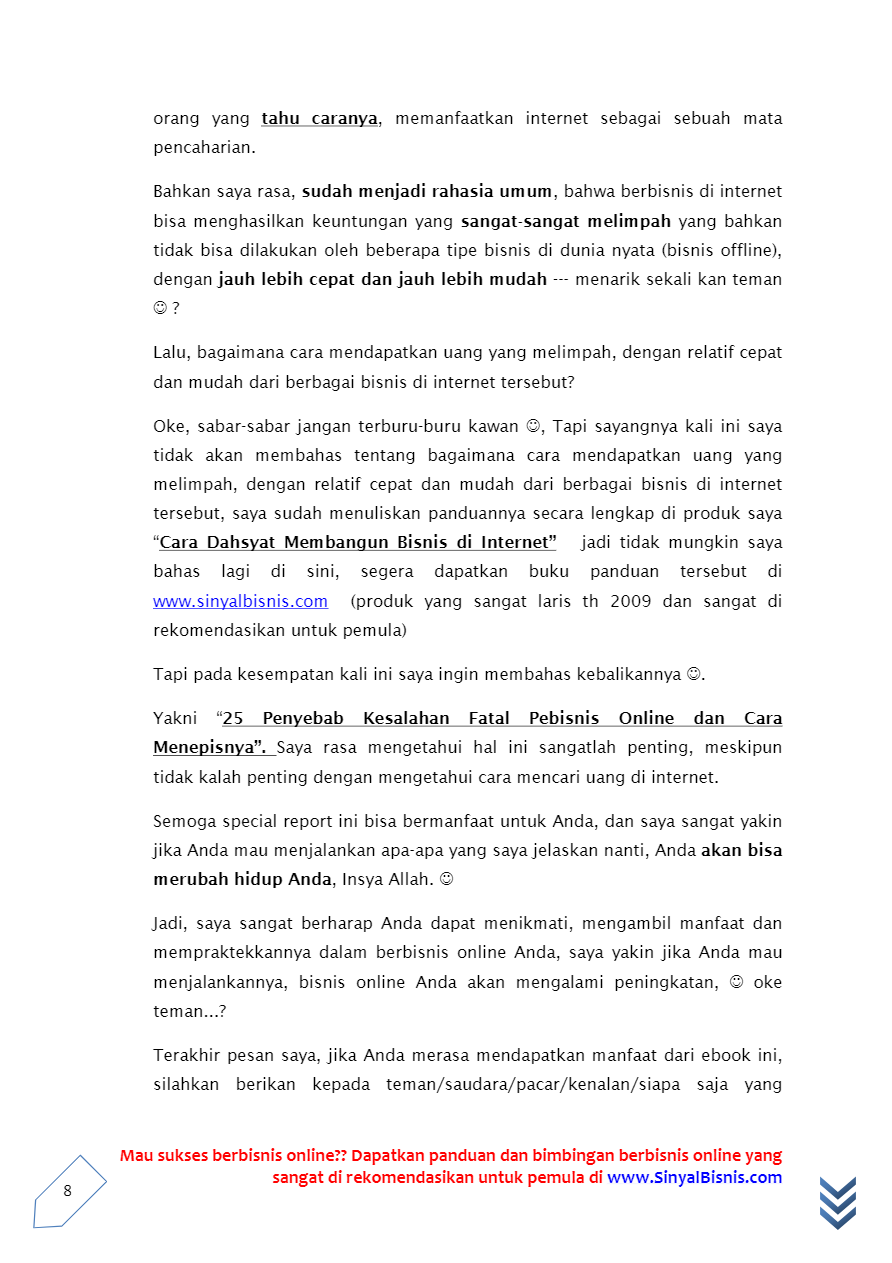 orang yang tahu caranya, memanfaatkan internet sebagai sebuah mata
pencaharian.
Bahkan saya rasa, sudah menjadi rahasia umum, bahwa berbisnis di internet
bisa menghasilkan keuntungan yang sangat-sangat melimpah yang bahkan
tidak bisa dilakukan oleh beberapa tipe bisnis di dunia nyata (bisnis offline),
dengan jauh lebih cepat dan jauh lebih mudah --- menarik sekali kan teman
☺ ?
Lalu, bagaimana cara mendapatkan uang yang melimpah, dengan relatif cepat
dan mudah dari berbagai bisnis di internet tersebut?
Oke, sabar-sabar jangan terburu-buru kawan ☺, Tapi sayangnya kali ini saya
tidak akan membahas tentang bagaimana cara mendapatkan uang yang
melimpah, dengan relatif cepat dan mudah dari berbagai bisnis di internet
tersebut, saya sudah menuliskan panduannya secara lengkap di produk saya
“Cara Dahsyat Membangun Bisnis di Internet” jadi tidak mungkin saya
bahas lagi di sini, segera dapatkan buku panduan tersebut di
www.sinyalbisnis.com (produk yang sangat laris th 2009 dan sangat di
rekomendasikan untuk pemula)
Tapi pada kesempatan kali ini saya ingin membahas kebalikannya ☺.
Yakni “25 Penyebab Kesalahan Fatal Pebisnis Online dan Cara
Menepisnya”. Saya rasa mengetahui hal ini sangatlah penting, meskipun
tidak kalah penting dengan mengetahui cara mencari uang di internet.
Semoga special report ini bisa bermanfaat untuk Anda, dan saya sangat yakin
jika Anda mau menjalankan apa-apa yang saya jelaskan nanti, Anda akan bisa
merubah hidup Anda, Insya Allah. ☺
Jadi, saya sangat berharap Anda dapat menikmati, mengambil manfaat dan
mempraktekkannya dalam berbisnis online Anda, saya yakin jika Anda mau
menjalankannya, bisnis online Anda akan mengalami peningkatan, ☺ oke
teman...?
Terakhir pesan saya, jika Anda merasa mendapatkan manfaat dari ebook ini,
silahkan berikan kepada teman/saudara/pacar/kenalan/siapa saja yang
Mau sukses berbisnis online?? Dapatkan panduan dan bimbingan berbisnis online yang
sangat di rekomendasikan untuk pemula di www.SinyalBisnis.com
8